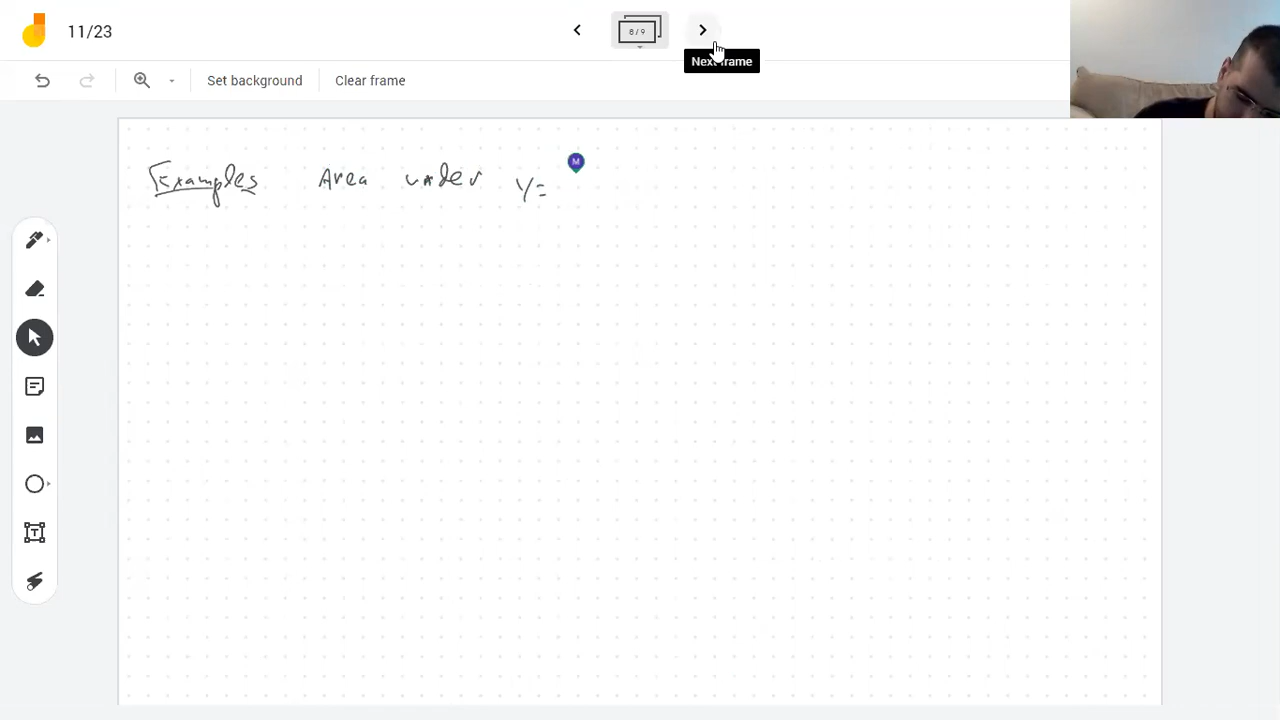 11/23
8 / 9
Next frame
Set background
Clear frame
Examples Area under y=
M